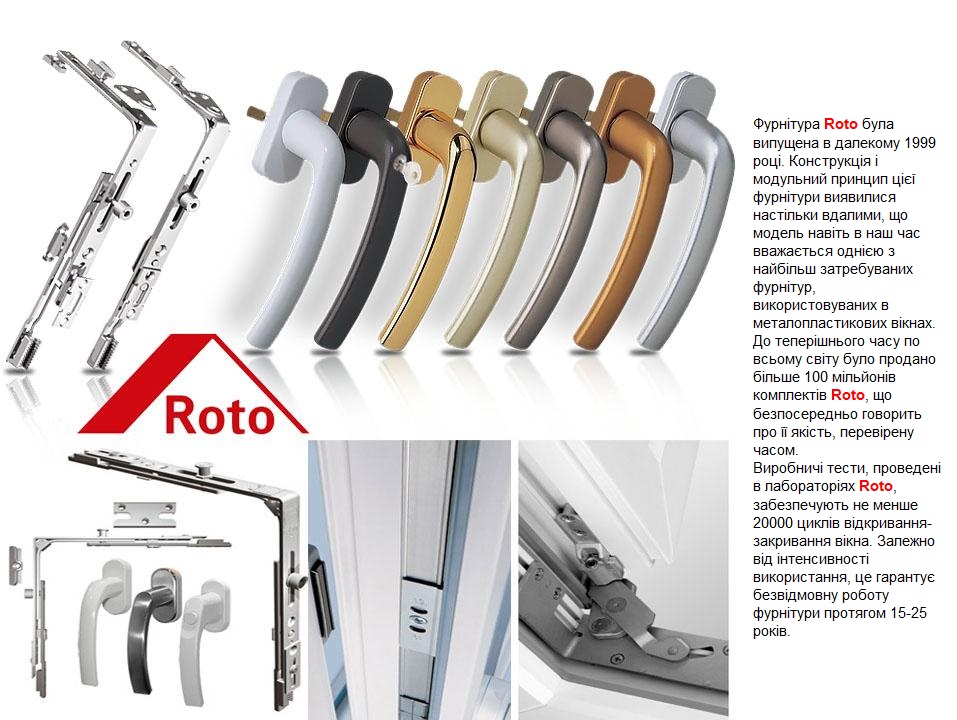 Фурнітура Roto була
випущена в далекому 1999
році. Конструкція і
модульний принцип цієї
фурнітури виявилися
настільки вдалими, що
модель навіть в наш час
вважається однією з
найбільш затребуваних
фурнітур,
використовуваних в
металопластикових вікнах.
До теперішнього часу по
всьому світу було продано
більше 100 мільйонів
комплектів Roto, що
безпосередньо говорить
про її якість, перевірену
часом.
Виробничі тести, проведені
в лабораторіях Roto,
забезпечують не менше
20000 циклів відкривання-
закривання вікна. Залежно
від інтенсивності
використання, це гарантує
безвідмовну роботу
фурнітури протягом 15-25
років.
Roto